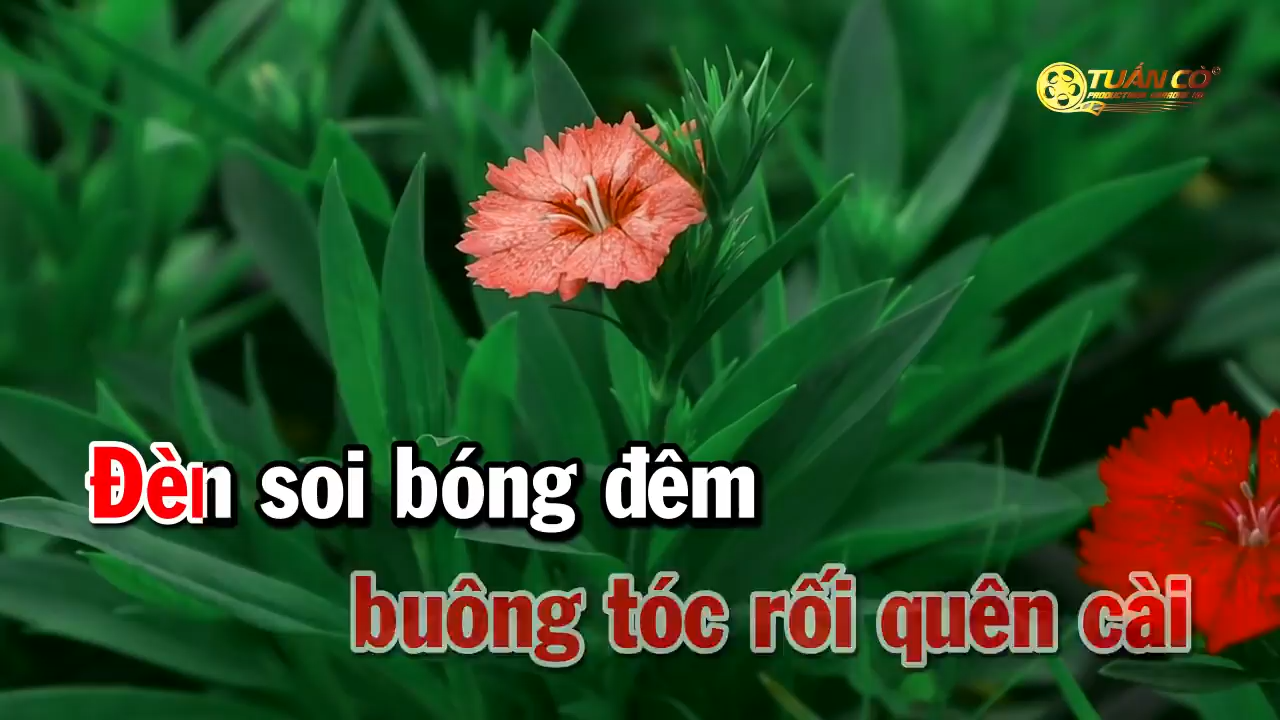 TUẤN CÒ
Đèn soi bóng đêm
buông tóc rối quên cài